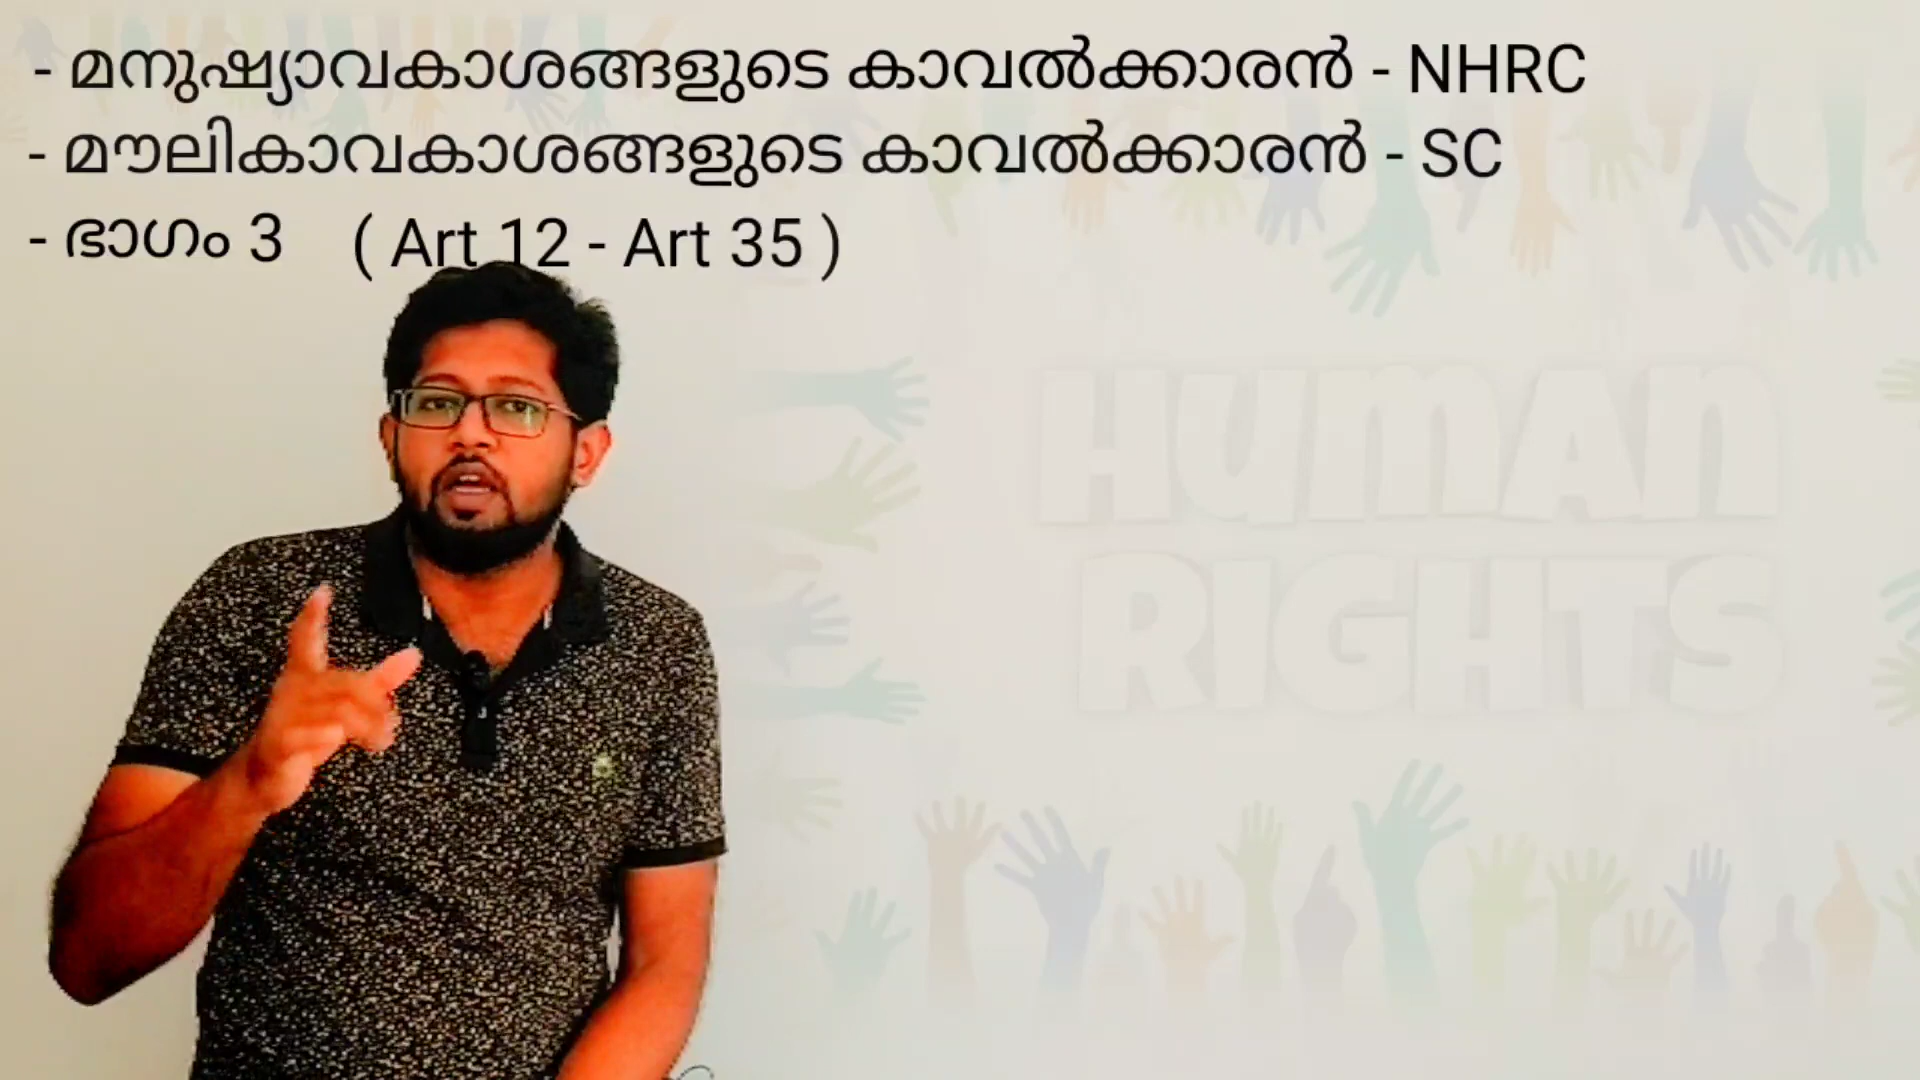 - മനുഷ്യാവകാശങ്ങളുടെ കാവൽക്കാരൻ - NHRC
- മൗലികാവകാശങ്ങളുടെ കാവൽക്കാരൻ - SC
- ഭാഗം 3 ( Art 12 - Art 35 )
HUMAN
RIGHTS